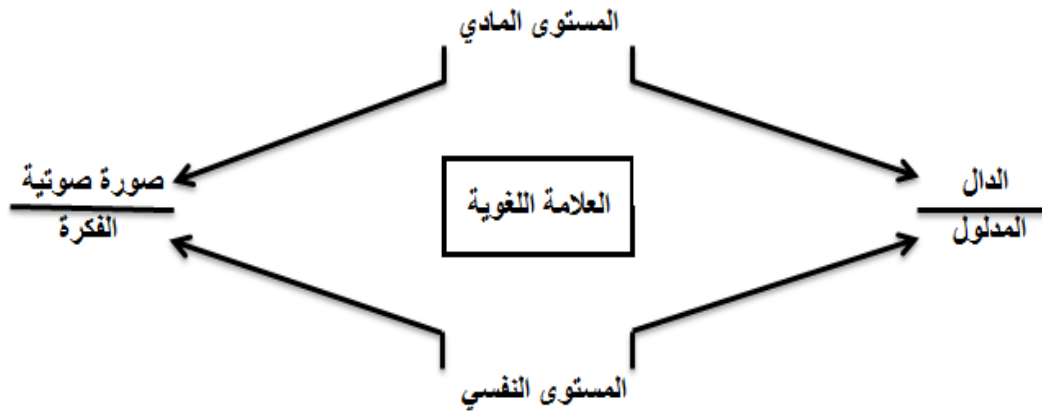 المستوى المادي
الدال
المدلول
العلامة اللغوية
صورة صوتية
الفكرة
المستوى النفسي